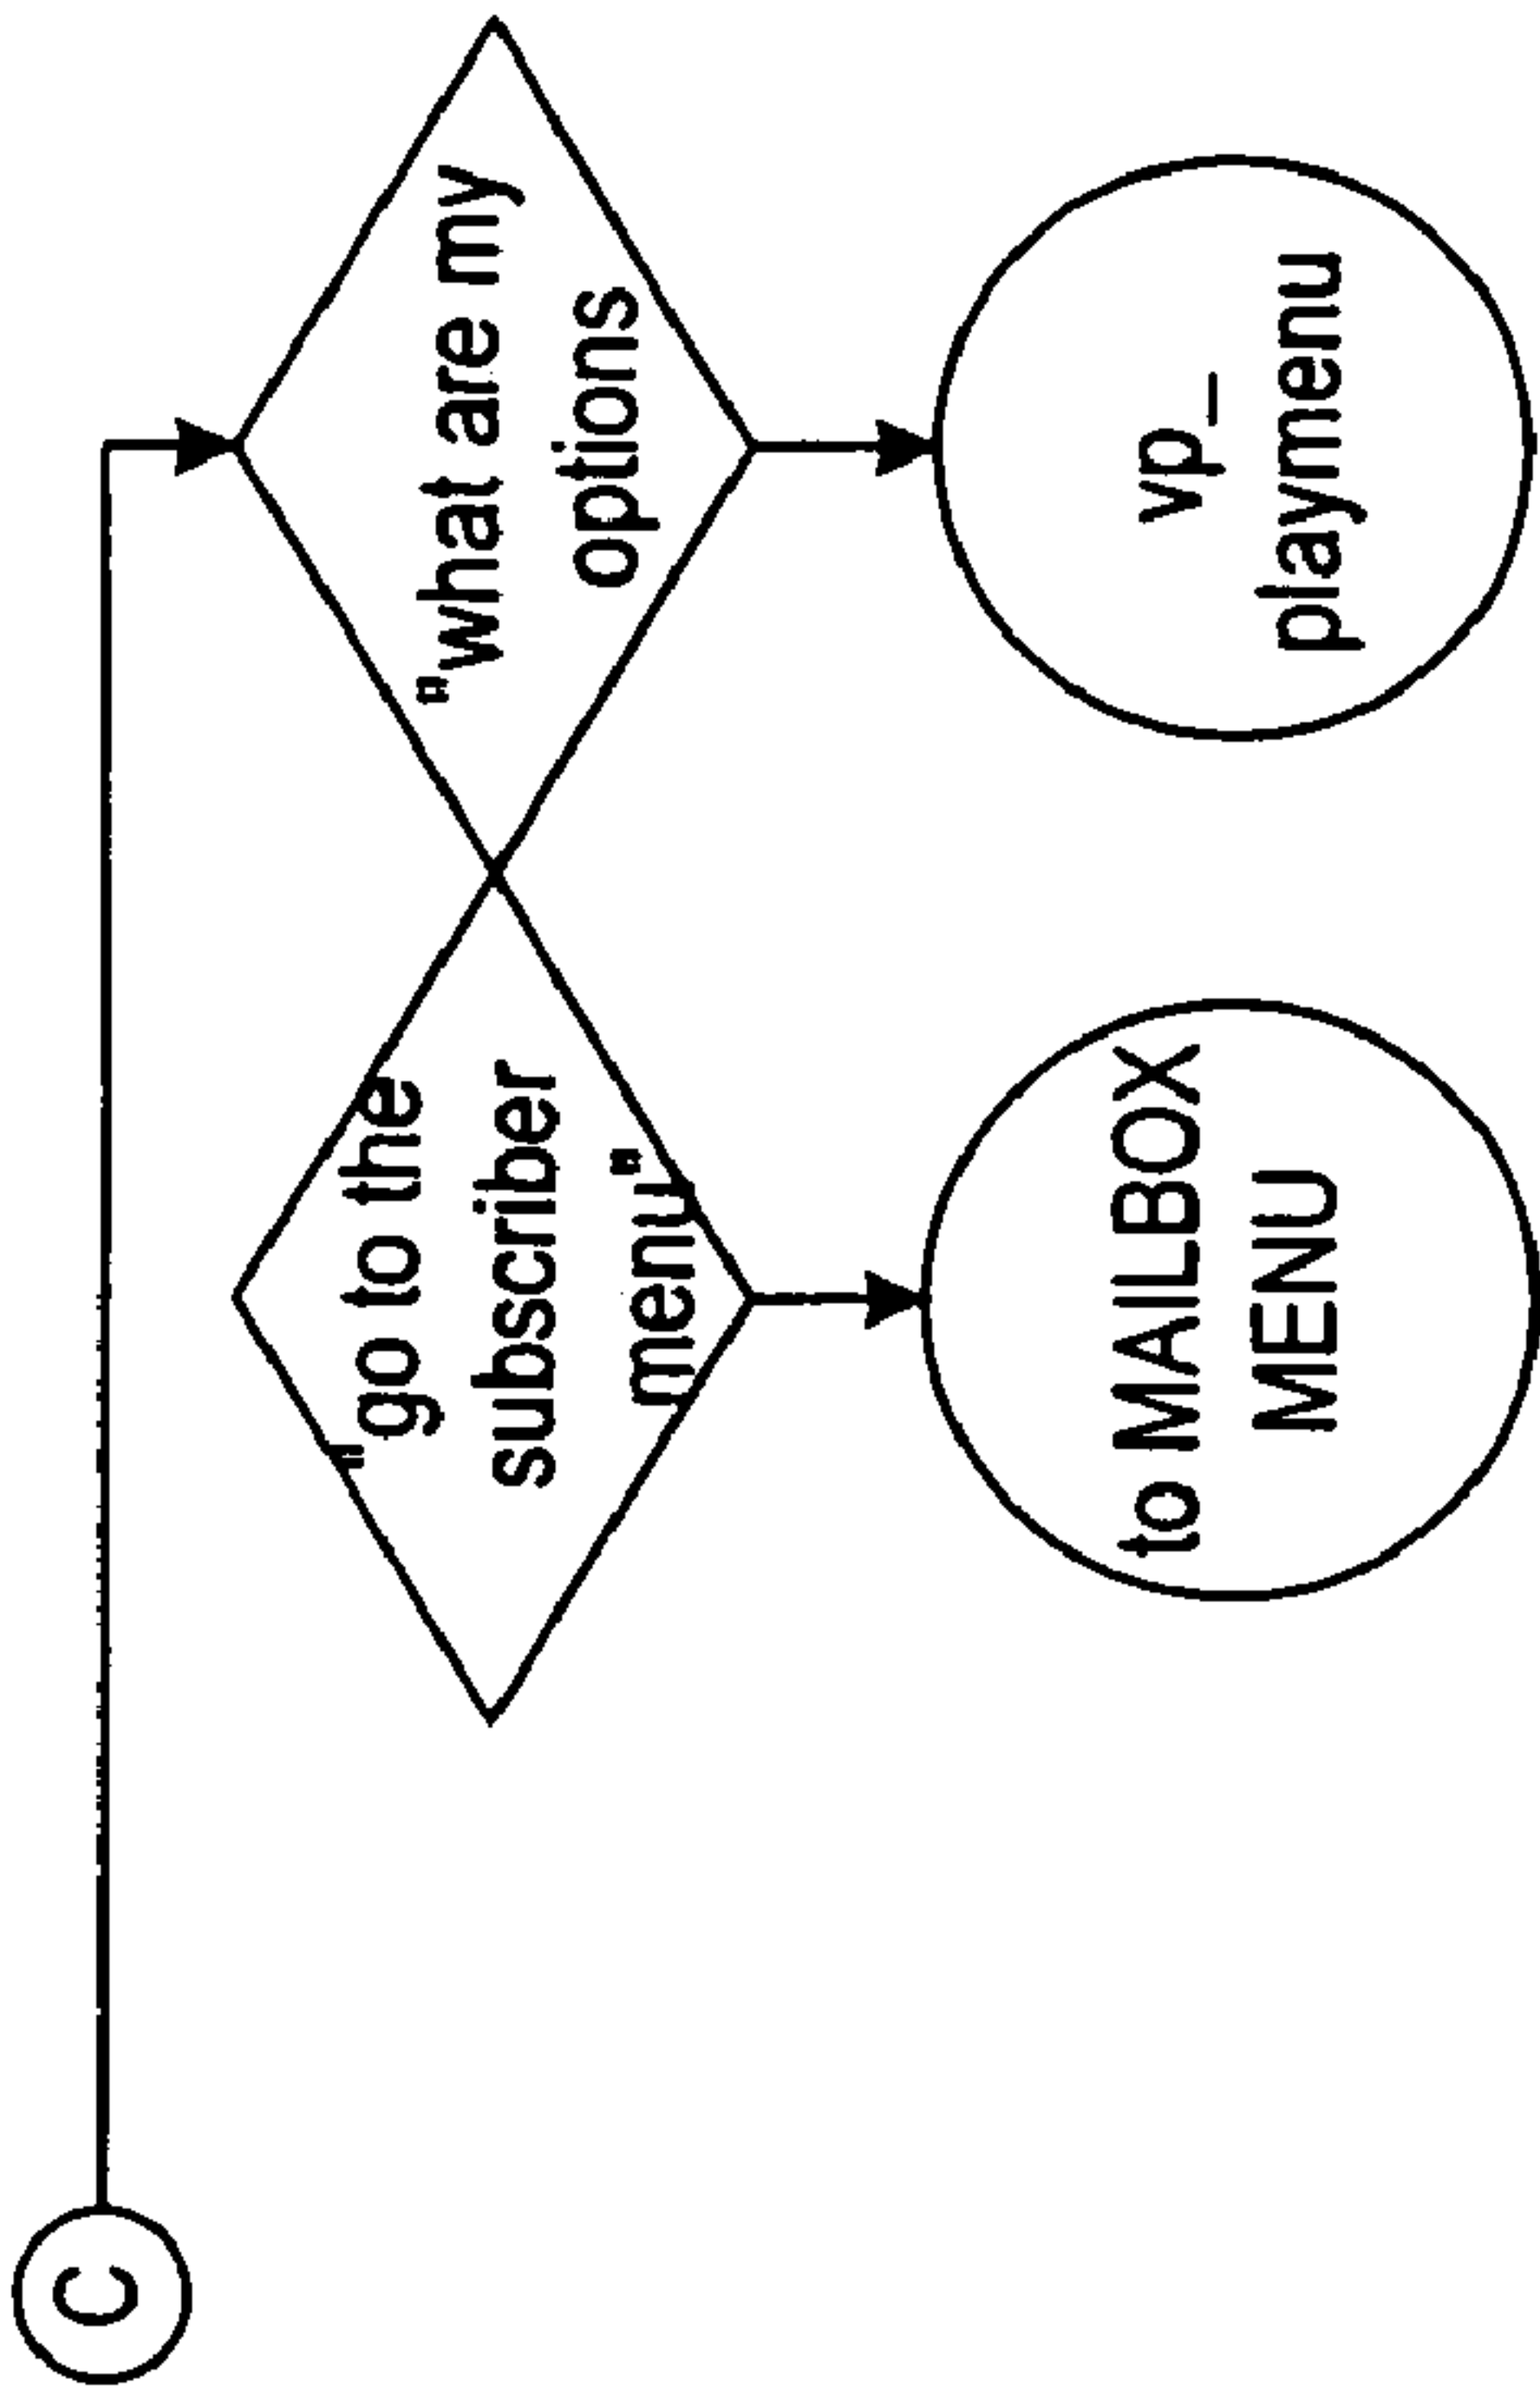 C
" go to the
subscriber
menu"
"what are my
options
to MAILBOX
MENU
vp_
playmenu